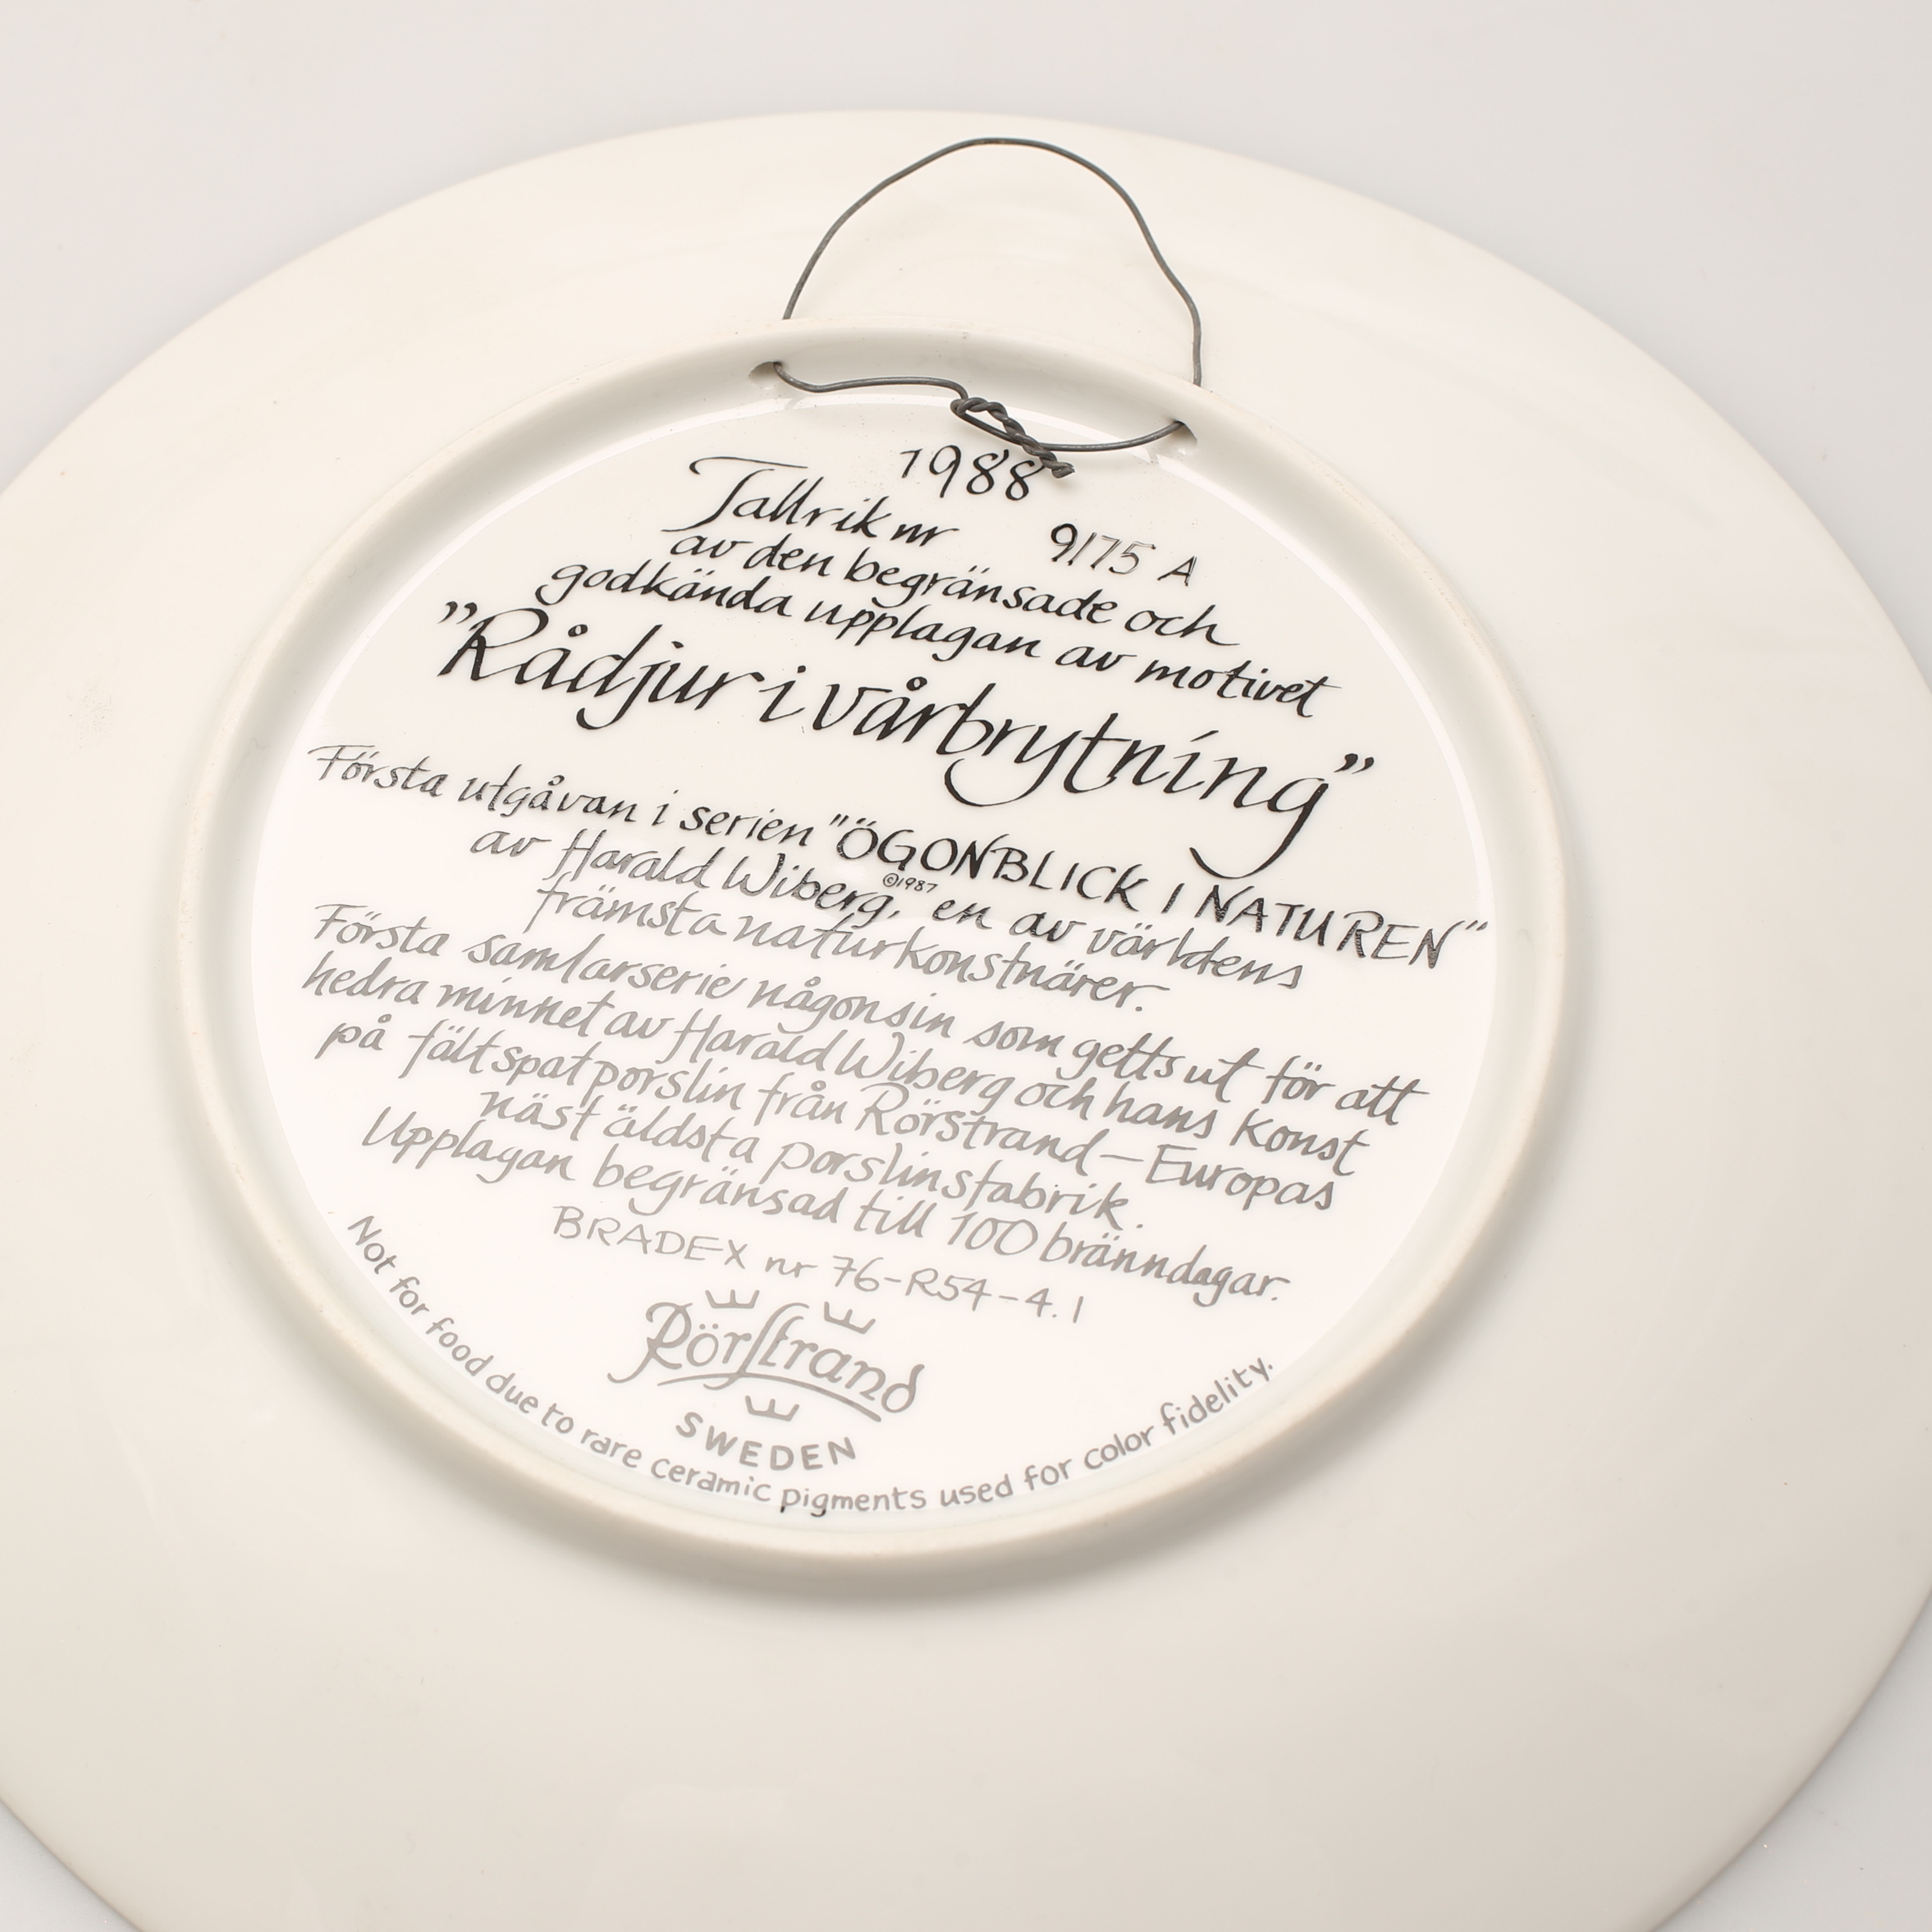 1988
Tallrik nr 9175 A
av den begränsade och
godkända upplagan av motivet
"Rådjur i vårbrytning"
Första utgåvan i serien "ÖGONBLICK I NATUREN"
©1987
av Harald Wiberg, en av världens
främsta naturkonstnärer.
Första samlarserie någonsin som getts ut för att
hedra minnet av Harald Wiberg och hans konst
på fältspatporslin från Rörstrand – Europas
näst äldsta porslinsfabrik.
Upplagan begränsad till 100 bränndagar.
BRADEX nr 76-R54-4.1
Rörstrand
SWEDEN
Not for food due to rare ceramic pigments used for color fidelity.